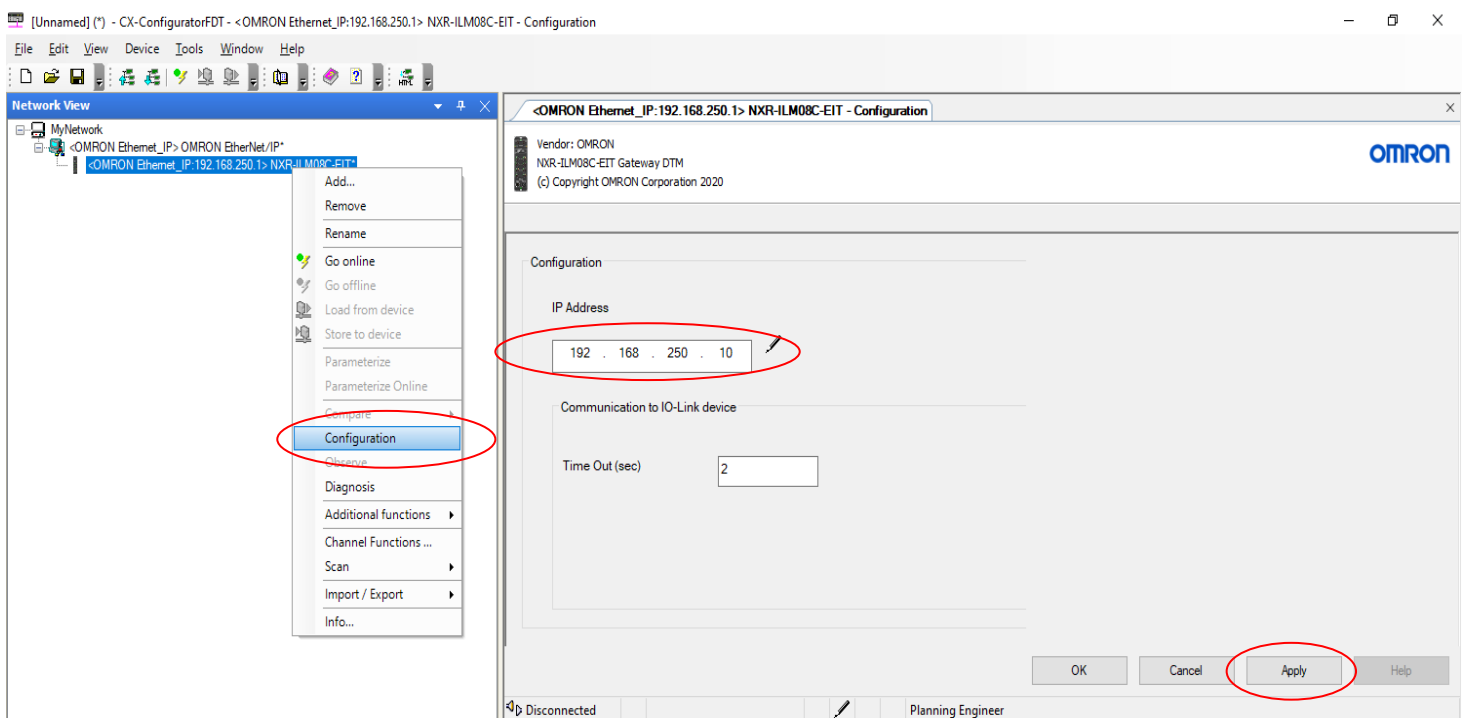 [Unnamed] (*) - CX-ConfiguratorFDT - <OMRON Ethernet_IP:192.168.250.1> NXR-ILM08C-EIT - Configuration
File Edit View Device Tools Window Help
HTML
Network View
<OMRON Ethernet_IP:192.168.250.1> NXR-ILM08C-EIT - Configuration
MyNetwork
<OMRON Ethernet_IP> OMRON EtherNet/IP*
<OMRON Ethernet_IP:192.168.250.1> NXR-ILM08C-EIT*
Add...
Remove
Rename
Go online
Go offline
Load from device
Store to device
Parameterize
Parameterize Online
Compare
Configuration
Observe
Diagnosis
Additional functions
Channel Functions ...
Scan
Import / Export
Info...
Vendor: OMRON
NXR-ILM08C-EIT Gateway DTM
(c) Copyright OMRON Corporation 2020
OMRON
Configuration
IP Address
192 . 168 . 250 . 10
Communication to IO-Link device
Time Out (sec) 2
OK Cancel Apply Help
Disconnected Planning Engineer